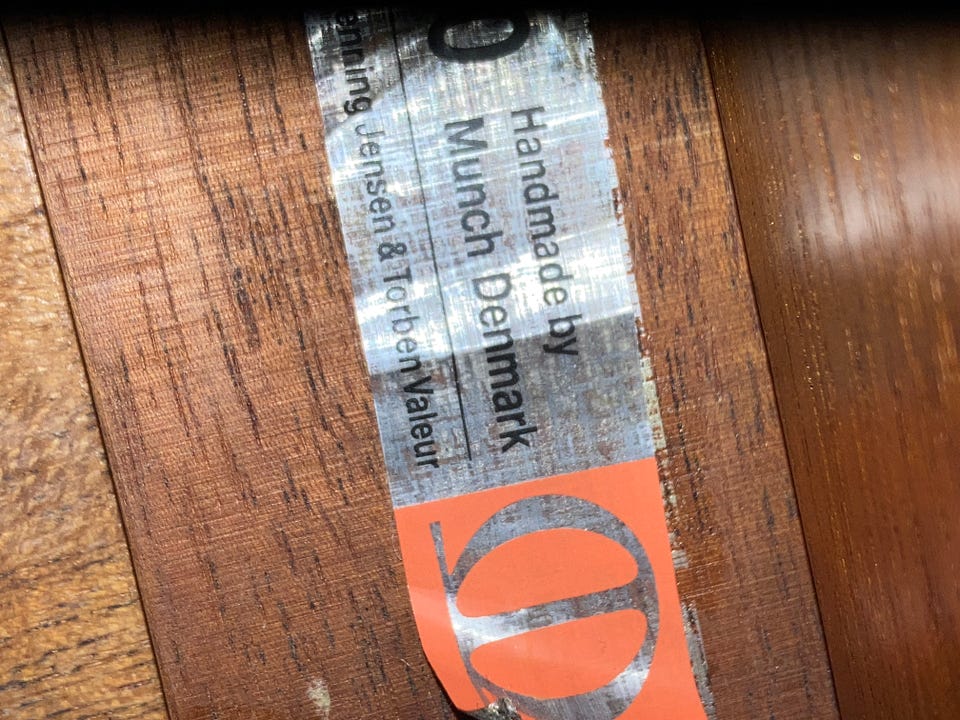 Handmade by
Munch Denmark
enning Jensen & Torben Valeur